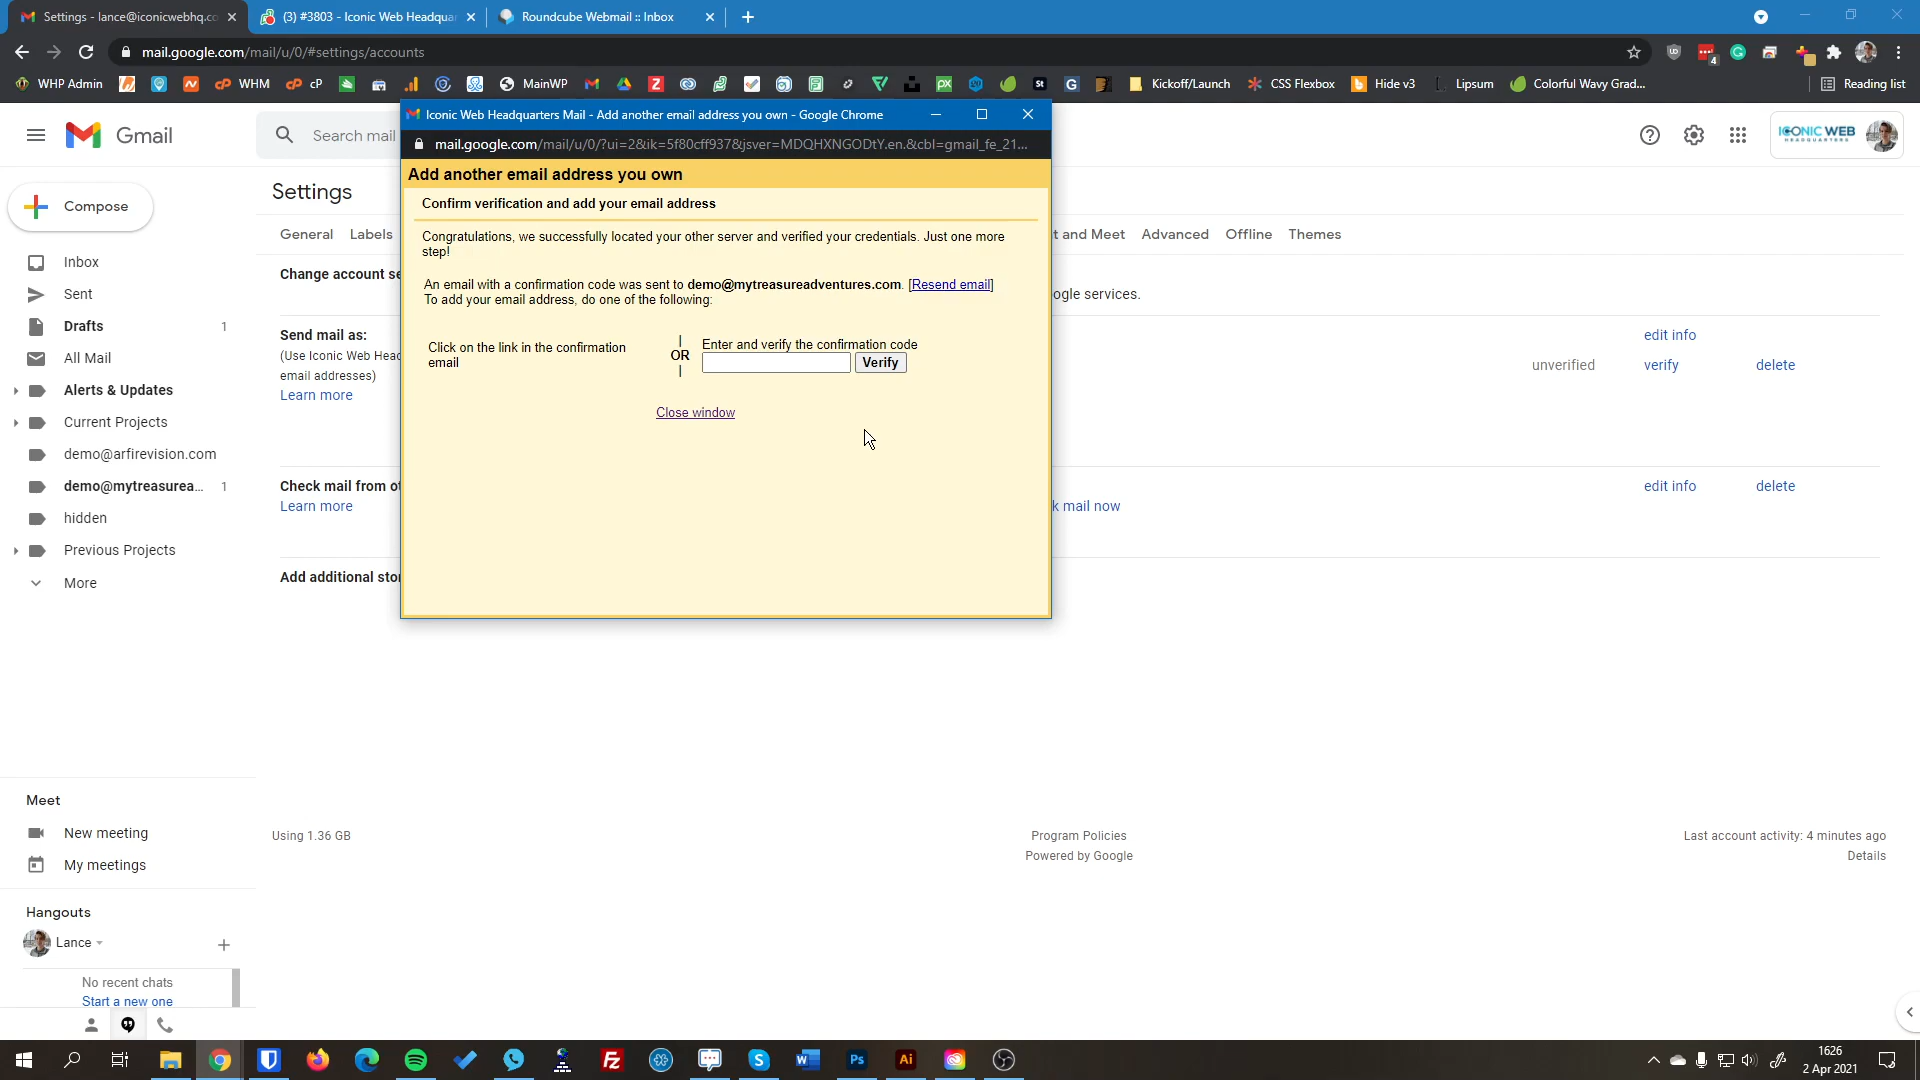 Settings - lance@iconicwebhq.co
(3) #3803 - Iconic Web Headquar
Roundcube Webmail :: Inbox
mail.google.com/mail/u/0/#settings/accounts
WHP Admin
WHM
cP
MainWP
Kickoff/Launch
CSS Flexbox
Hide v3
Lipsum
Colorful Wavy Grad...
Reading list
Iconic Web Headquarters Mail - Add another email address you own - Google Chrome
mail.google.com/mail/u/0/?ui=2&ik=5f80cff937&jsver=MDQHXNGODtY.en.&cbl=gmail_fe_21...
Gmail
Search mail
ICONIC WEB
HEADQUARTERS
Add another email address you own
Confirm verification and add your email address
Congratulations, we successfully located your other server and verified your credentials. Just one more
step!
An email with a confirmation code was sent to demo@mytreasureadventures.com. [Resend email]
To add your email address, do one of the following:
Click on the link in the confirmation
email
|
OR
|
Enter and verify the confirmation code
Verify
Close window
Compose
Inbox
Sent
Drafts 1
All Mail
Alerts & Updates
Current Projects
demo@arfirevision.com
demo@mytreasurea... 1
hidden
Previous Projects
More
Settings
General Labels
t and Meet Advanced Offline Themes
Change account se
ogle services.
Send mail as:
(Use Iconic Web Head
email addresses)
Learn more
edit info
unverified verify delete
Check mail from ot
Learn more
k mail now
edit info delete
Add additional stor
Meet
New meeting
My meetings
Hangouts
Lance
No recent chats
Start a new one
Using 1.36 GB
Program Policies
Powered by Google
Last account activity: 4 minutes ago
Details
1626
2 Apr 2021